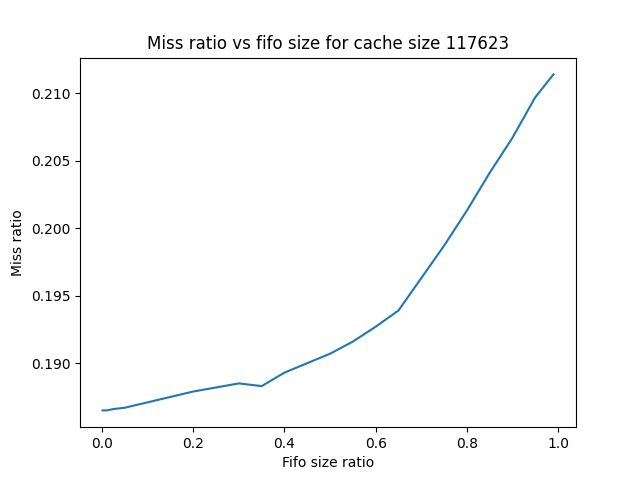 Miss ratio vs fifo size for cache size 117623
0.210
0.205
0.200
0.195
0.190
Miss ratio
0.0 0.2 0.4 0.6 0.8 1.0
Fifo size ratio